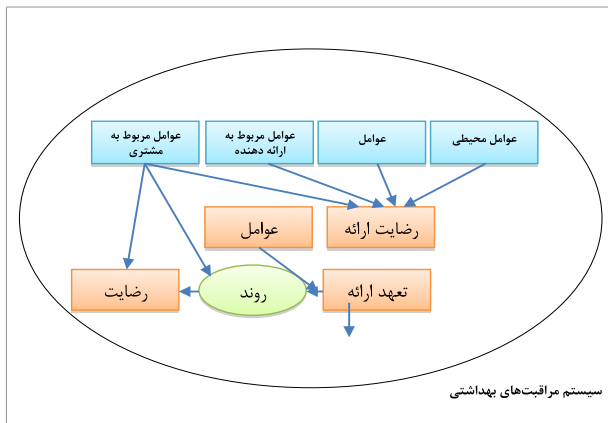 عوامل محیطی
عوامل
عوامل مربوط به
ارائه دهنده
عوامل مربوط به
مشتری
رضایت ارائه
عوامل
تعهد ارائه
روند
رضایت
سیستم مراقبت‌های بهداشتی